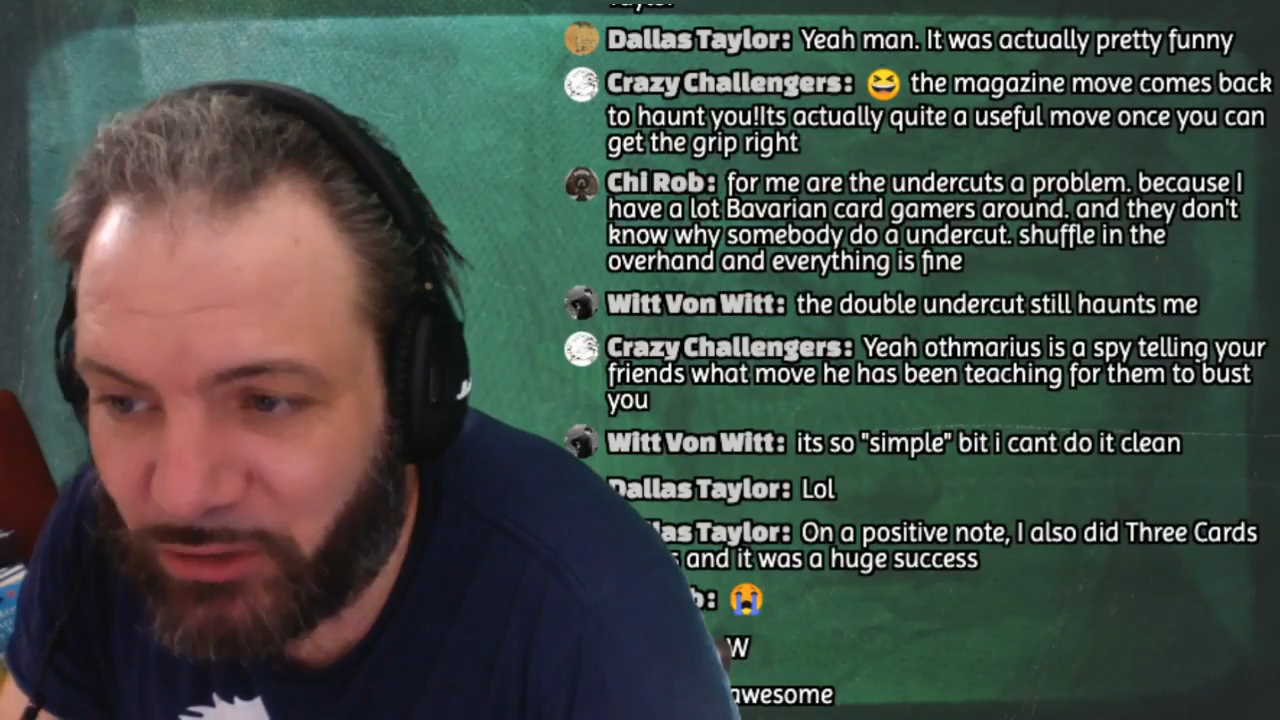 Dallas Taylor: Yeah man. It was actually pretty funny
Crazy Challengers: 😆 the magazine move comes back
to haunt you!Its actually quite a useful move once you can
get the grip right
Chi Rob: for me are the undercuts a problem. because I
have a lot Bavarian card gamers around. and they don't
know why somebody do a undercut. shuffle in the
overhand and everything is fine
Witt Von Witt: the double undercut still haunts me
Crazy Challengers: Yeah othmarius is a spy telling your
friends what move he has been teaching for them to bust
you
Witt Von Witt: its so "simple" bit i cant do it clean
Dallas Taylor: Lol
las Taylor: On a positive note, I also did Three Cards
s and it was a huge success
b: 😭
W
awesome